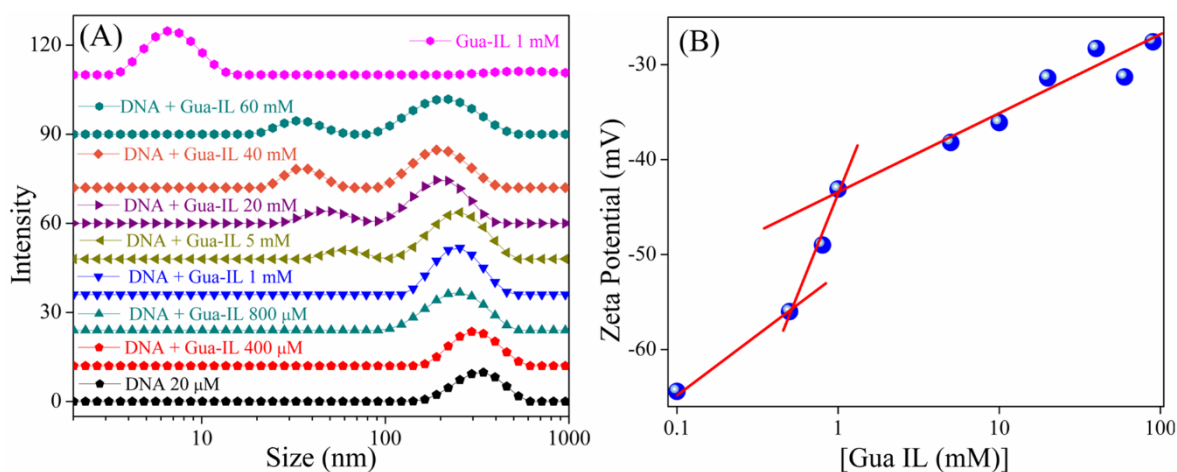 (A)
Gua-IL 1 mM
DNA + Gua-IL 60 mM
DNA + Gua-IL 40 mM
DNA + Gua-IL 20 mM
DNA + Gua-IL 5 mM
DNA + Gua-IL 1 mM
DNA + Gua-IL 800 μM
DNA + Gua-IL 400 μM
DNA 20 μM
Intensity
120
90
60
30
0
10 100 1000
Size (nm)
(B)
Zeta Potential (mV)
-30
-40
-50
-60
0.1 1 10 100
[Gua IL (mM)]